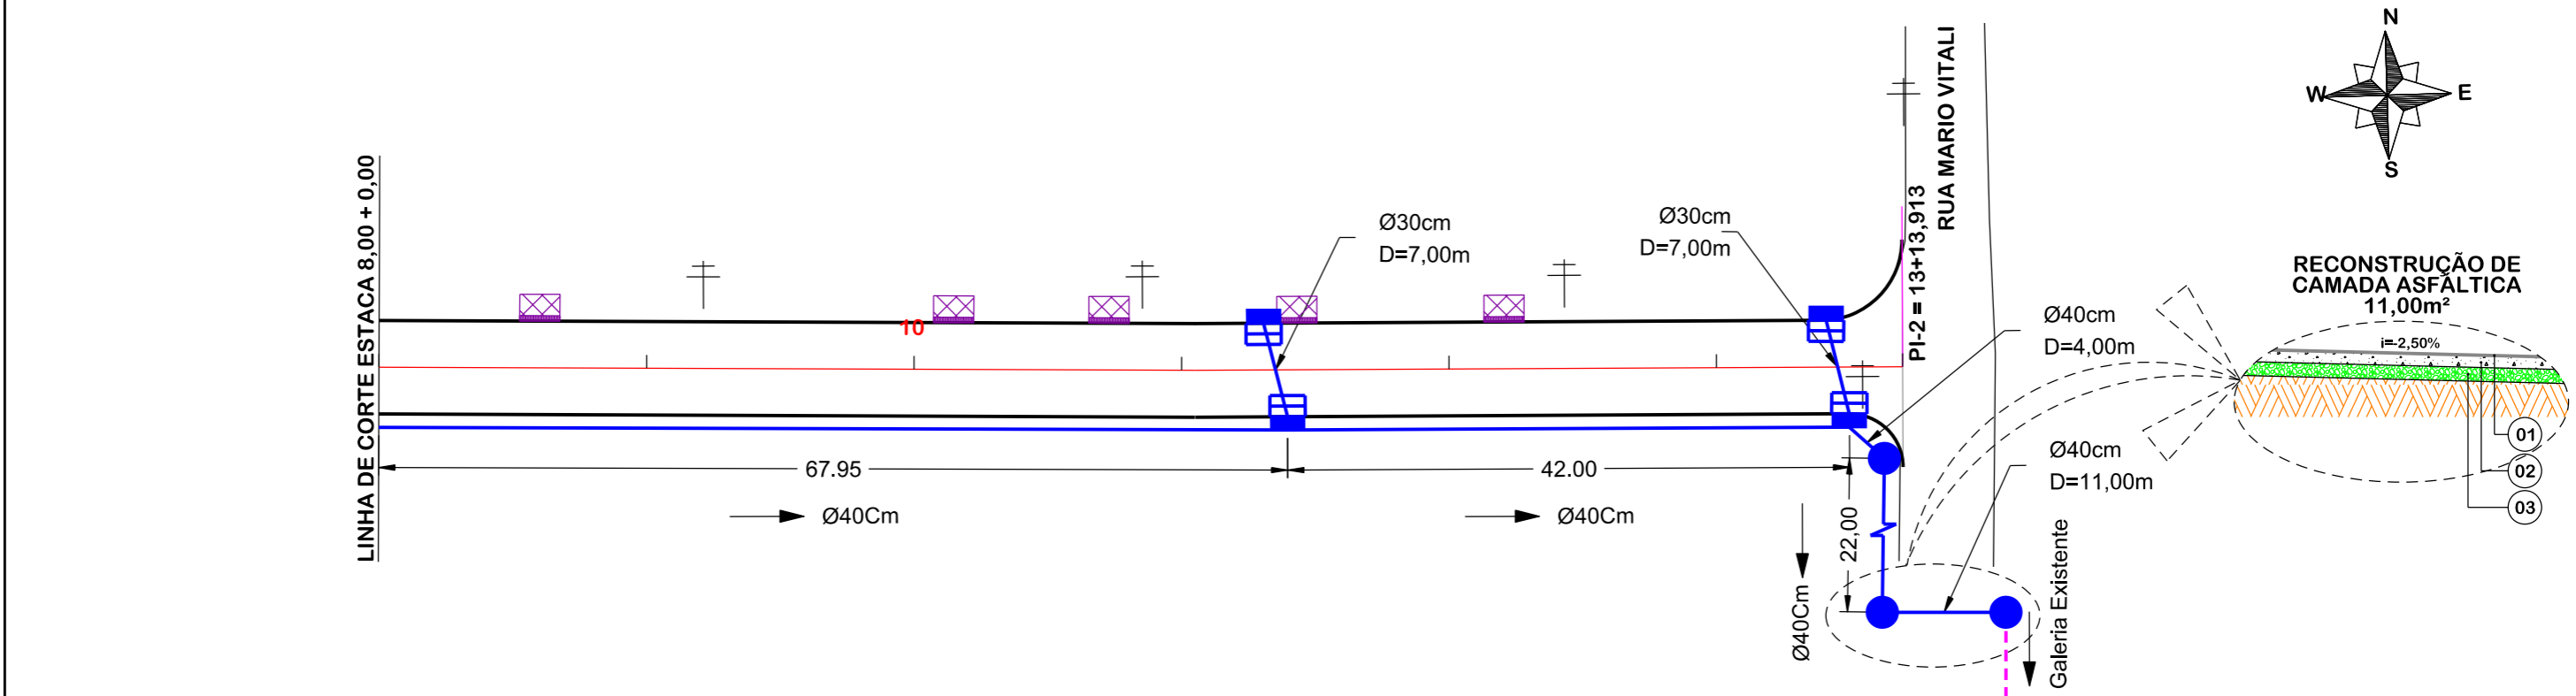 N
W
E
S
LINHA DE CORTE ESTACA 8,00 + 0,00
10
Ø30cm
D=7,00m
Ø30cm
D=7,00m
PI-2 = 13+13,913
RUA MARIO VITALI
Ø40cm
D=4,00m
RECONSTRUÇÃO DE
CAMADA ASFÁLTICA
11,00m²
i=-2,50%
01
02
03
67.95
42.00
Ø40Cm
Ø40Cm
22,00
Ø40Cm
Ø40cm
D=11,00m
Galeria Existente